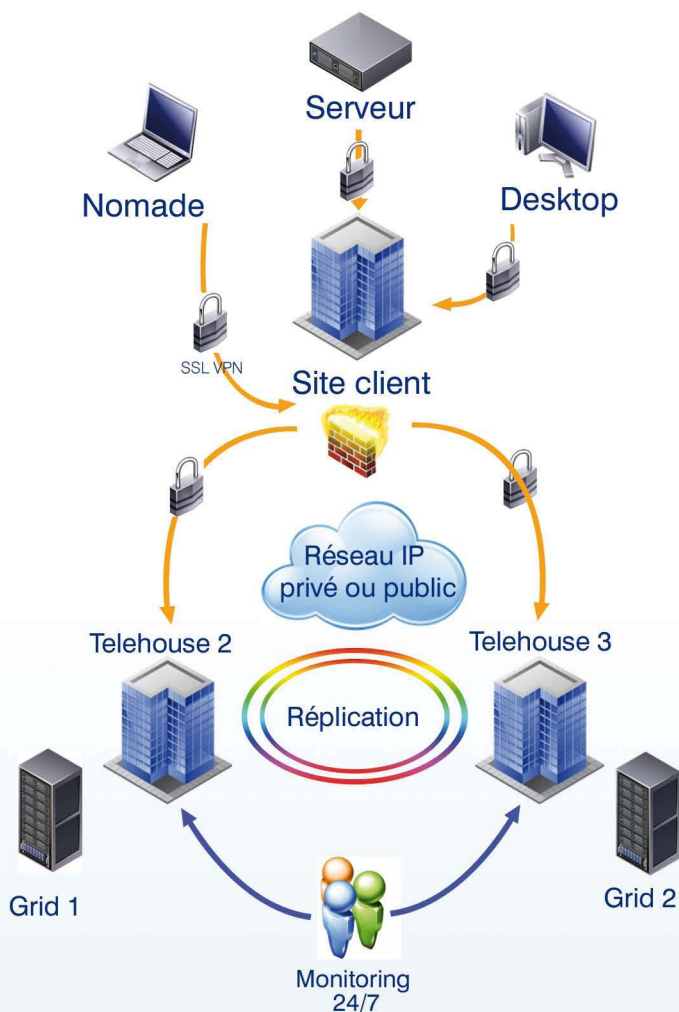 Serveur
Nomade
Desktop
SSL VPN
Site client
Réseau IP
privé ou public
Telehouse 2
Telehouse 3
Réplication
Grid 1
Grid 2
Monitoring
24/7